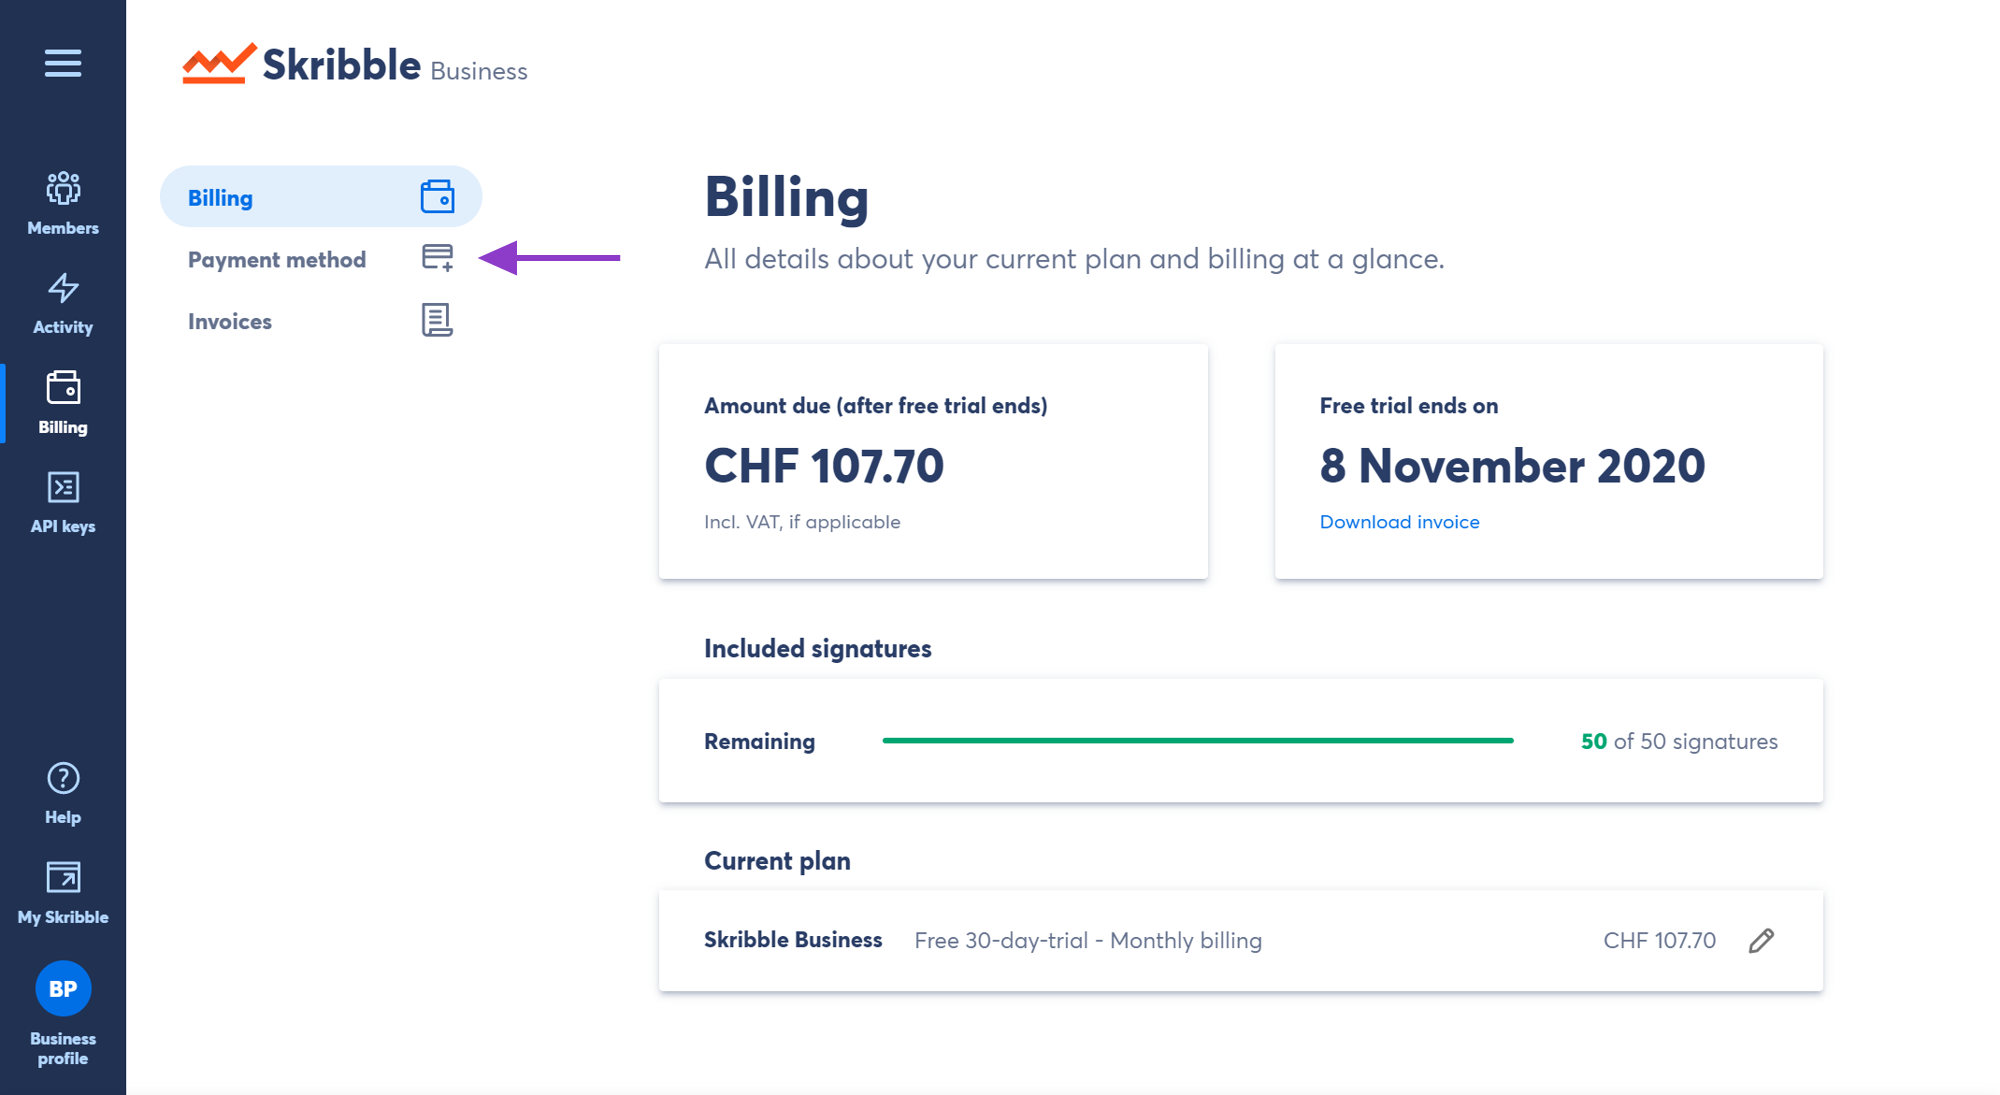 Skribble Business
Members
Activity
Billing
API keys
Help
My Skribble
BP
Business
profile
Billing
Payment method
Invoices
Billing
All details about your current plan and billing at a glance.
Amount due (after free trial ends)
CHF 107.70
Incl. VAT, if applicable
Free trial ends on
8 November 2020
Download invoice
Included signatures
Remaining
50 of 50 signatures
Current plan
Skribble Business Free 30-day-trial - Monthly billing CHF 107.70